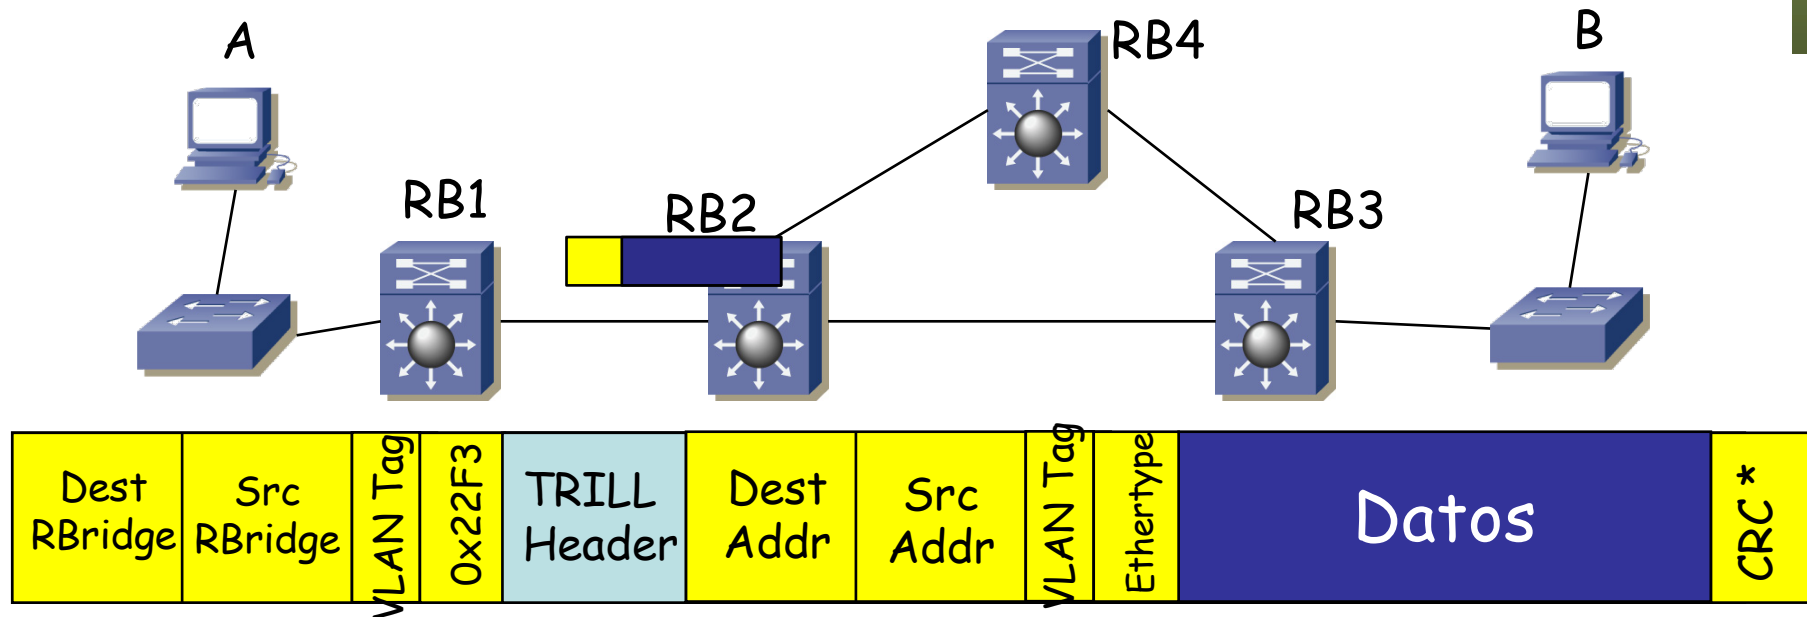 A
RB4
B
RB1
RB2
RB3
Dest
RBridge
Src
RBridge
VLAN Tag
0x22F3
TRILL
Header
Dest
Addr
Src
Addr
VLAN Tag
Ethertype
Datos
CRC *